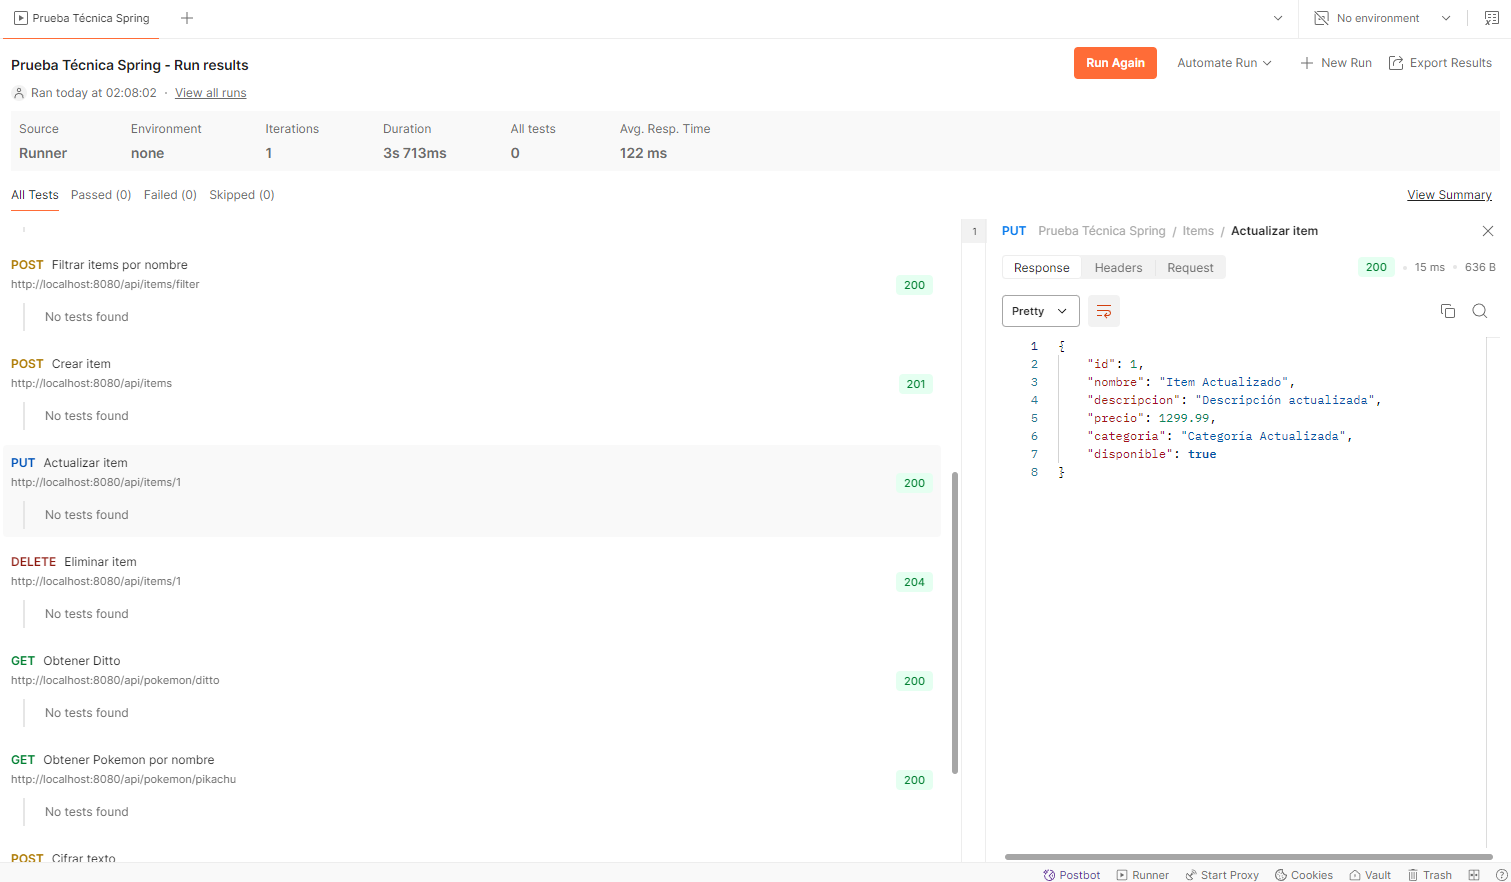 Prueba Técnica Spring
No environment
Prueba Técnica Spring - Run results
Run Again
Automate Run
New Run
Export Results
Ran today at 02:08:02 · View all runs
Source
Environment
Iterations
Duration
All tests
Avg. Resp. Time
Runner
none
1
3s 713ms
0
122 ms
All Tests
Passed (0)
Failed (0)
Skipped (0)
View Summary
POST Filtrar items por nombre
http://localhost:8080/api/items/filter
200
No tests found
POST Crear item
http://localhost:8080/api/items
201
No tests found
PUT Actualizar item
http://localhost:8080/api/items/1
200
No tests found
DELETE Eliminar item
http://localhost:8080/api/items/1
204
No tests found
GET Obtener Ditto
http://localhost:8080/api/pokemon/ditto
200
No tests found
GET Obtener Pokemon por nombre
http://localhost:8080/api/pokemon/pikachu
200
No tests found
POST Cifrar texto
1
PUT Prueba Técnica Spring / Items / Actualizar item
Response
Headers
Request
200 • 15 ms • 636 B
Pretty
1 {
2 "id": 1,
3 "nombre": "Item Actualizado",
4 "descripcion": "Descripción actualizada",
5 "precio": 1299.99,
6 "categoria": "Categoría Actualizada",
7 "disponible": true
8 }
Postbot
Runner
Start Proxy
Cookies
Vault
Trash